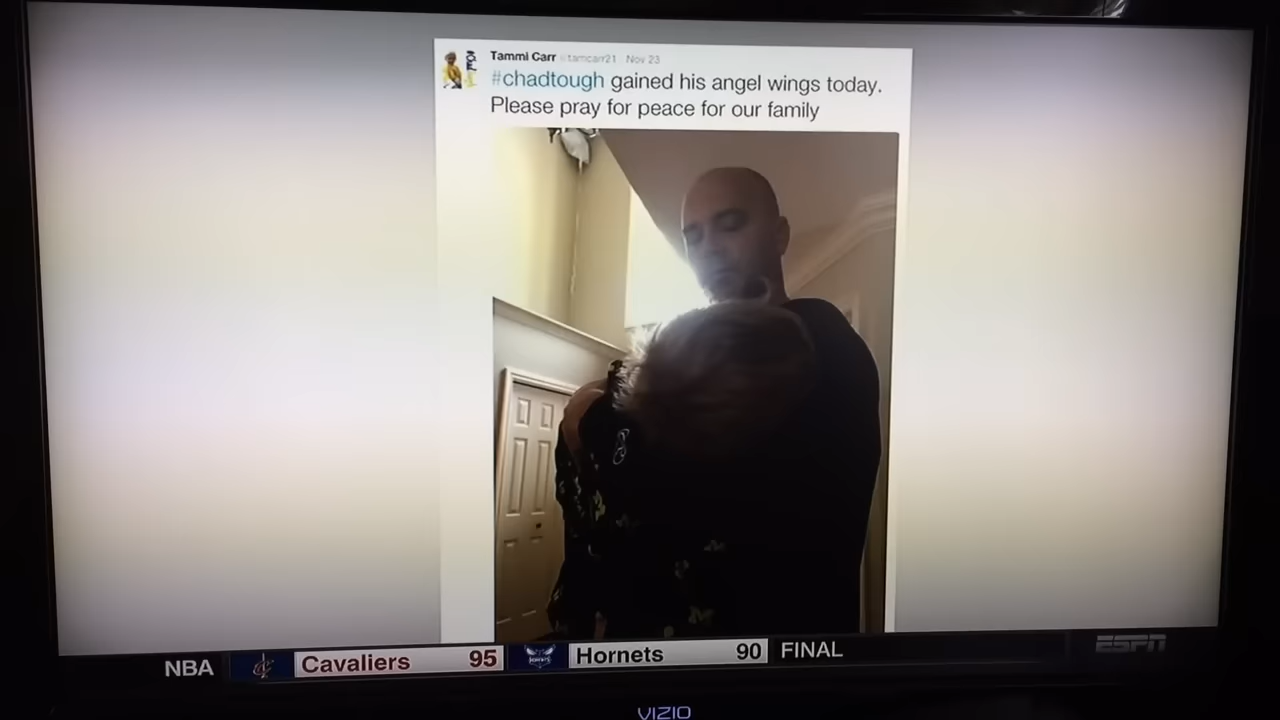 Tammi Carr @tamcarr21 · Nov 23
#chadtough gained his angel wings today.
Please pray for peace for our family
NBA Cavaliers 95 Hornets 90 FINAL
ESPN
VIZIO